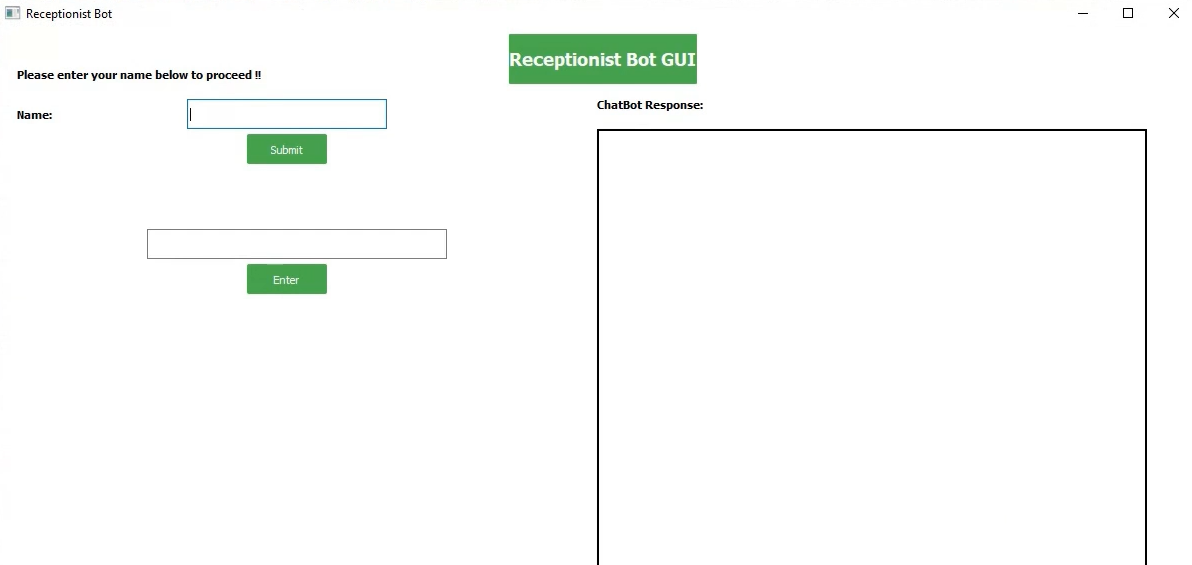 Receptionist Bot
Receptionist Bot GUI
Please enter your name below to proceed !!
Name:
Submit
Enter
ChatBot Response: